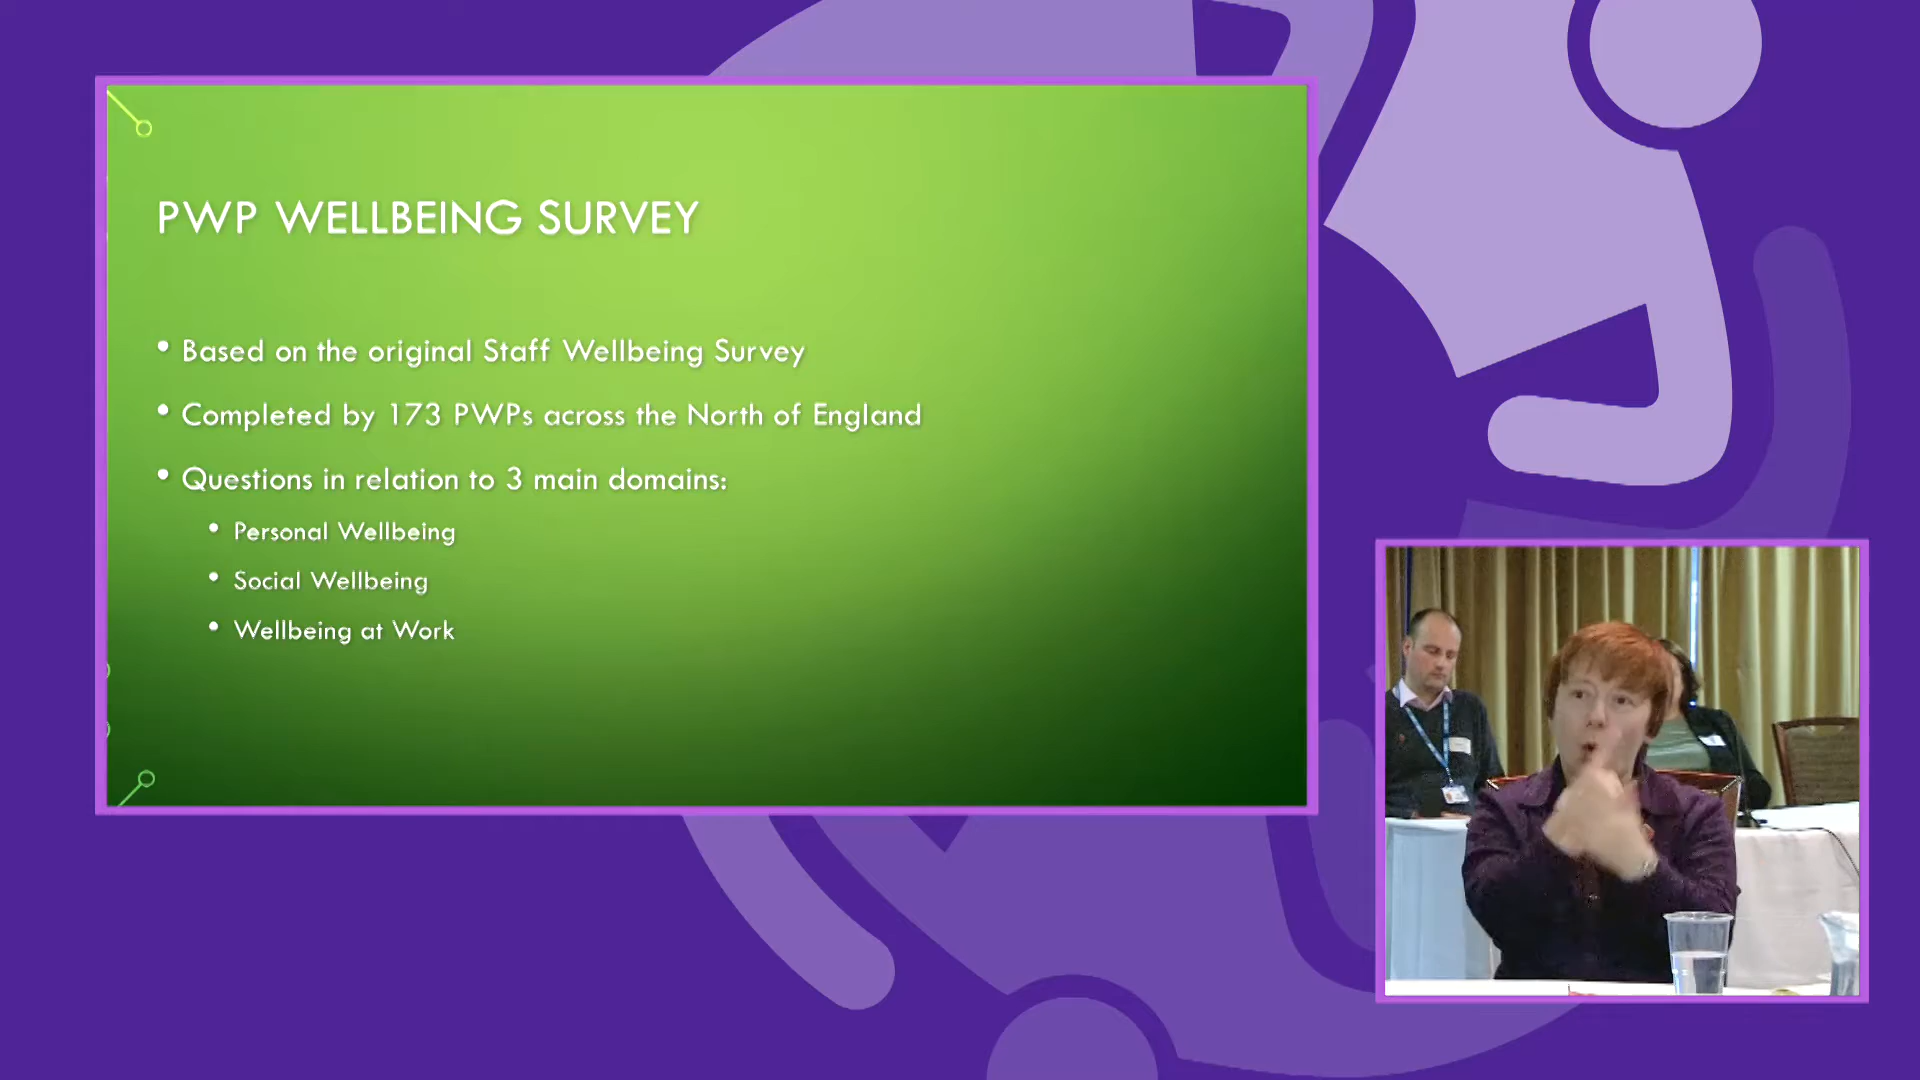 PWP WELLBEING SURVEY
• Based on the original Staff Wellbeing Survey
• Completed by 173 PWPs across the North of England
• Questions in relation to 3 main domains:
• Personal Wellbeing
• Social Wellbeing
• Wellbeing at Work